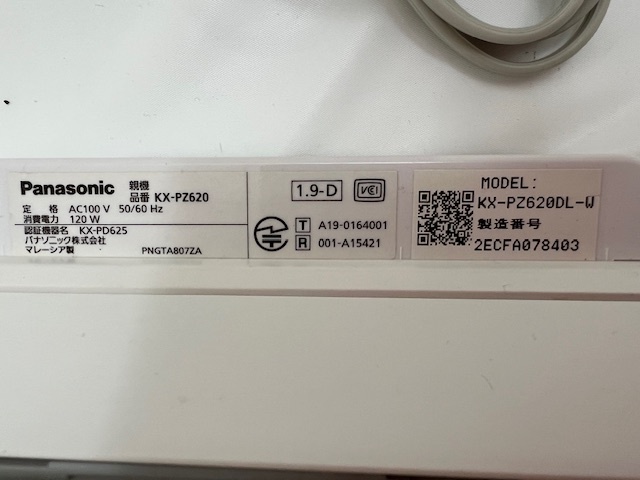 Panasonic 親機
品番 KX-PZ620
定 格 AC100 V 50/60 Hz
消費電力 120 W
認証機器名 KX-PD625
パナソニック株式会社
マレーシア製 PNGTA807ZA
1.9-D VCI
T A19-0164001
R 001-A15421
MODEL:
KX-PZ620DL-W
製造番号
2ECFA078403